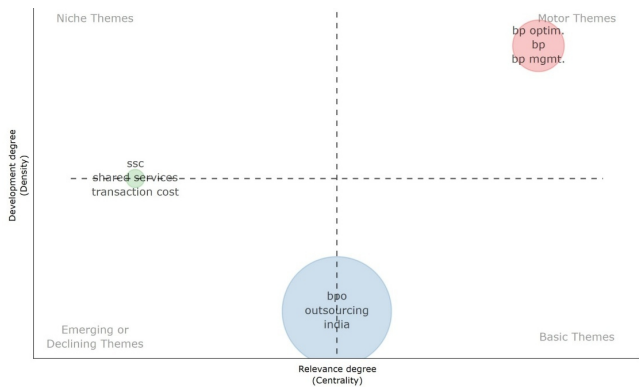 Niche Themes
Motor Themes
bp optim.
bp
bp mgmt.
ssc
shared services
transaction cost
Development degree
(Density)
bpo
outsourcing
india
Emerging or
Declining Themes
Basic Themes
Relevance degree
(Centrality)